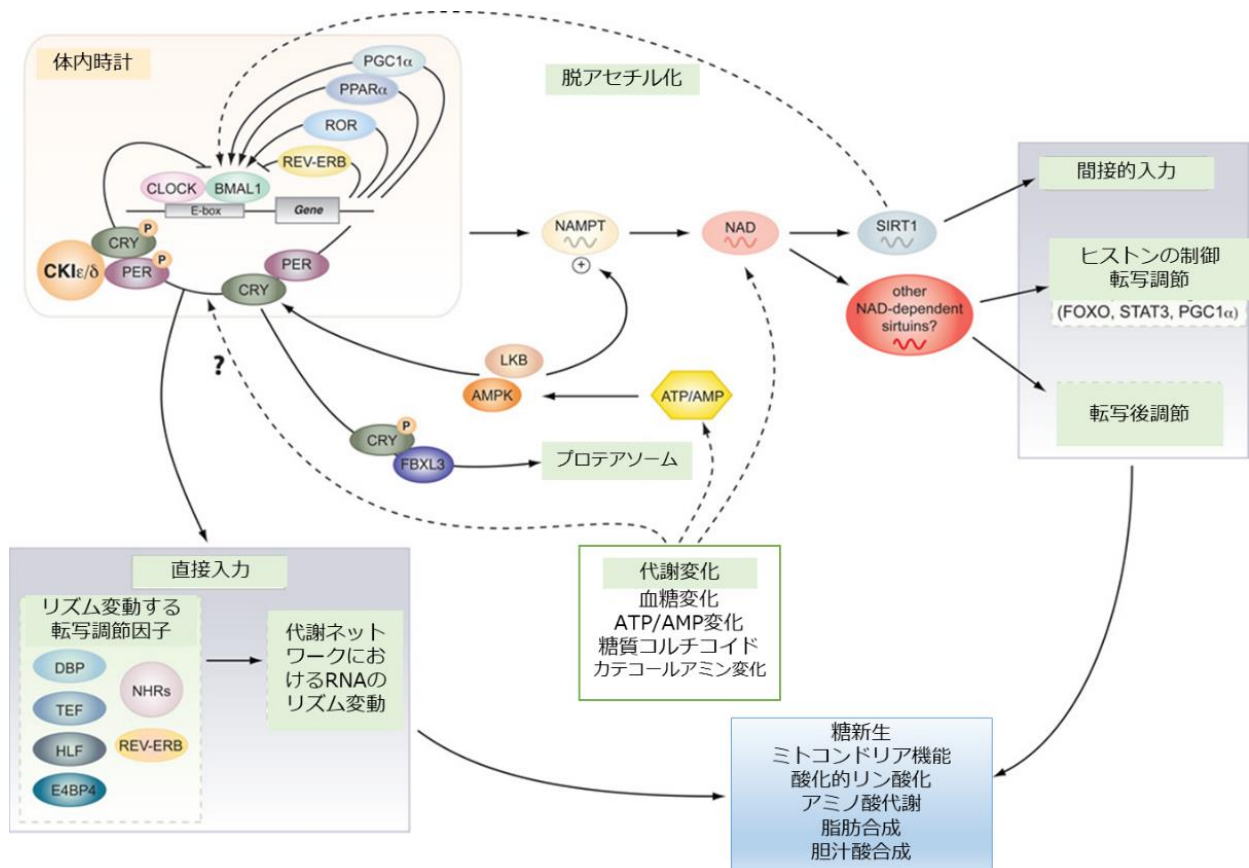 体内時計
PGC1α
PPARα
ROR
REV-ERB
CLOCK
BMAL1
E-box
Gene
P
CRY
P
CKIε/δ
PER
PER
CRY
脱アセチル化
NAMPT
+
NAD
SIRT1
other
NAD-dependent
sirtuins?
間接的入力
ヒストンの制御
転写調節
(FOXO, STAT3, PGC1α)
転写後調節
?
LKB
AMPK
ATP/AMP
P
CRY
FBXL3
プロテアソーム
直接入力
リズム変動する
転写調節因子
DBP
TEF
HLF
E4BP4
NHRs
REV-ERB
代謝ネット
ワークにお
けるRNAの
リズム変動
代謝変化
血糖変化
ATP/AMP変化
糖質コルチコイド
カテコールアミン変化
糖新生
ミトコンドリア機能
酸化的リン酸化
アミノ酸代謝
脂肪合成
胆汁酸合成